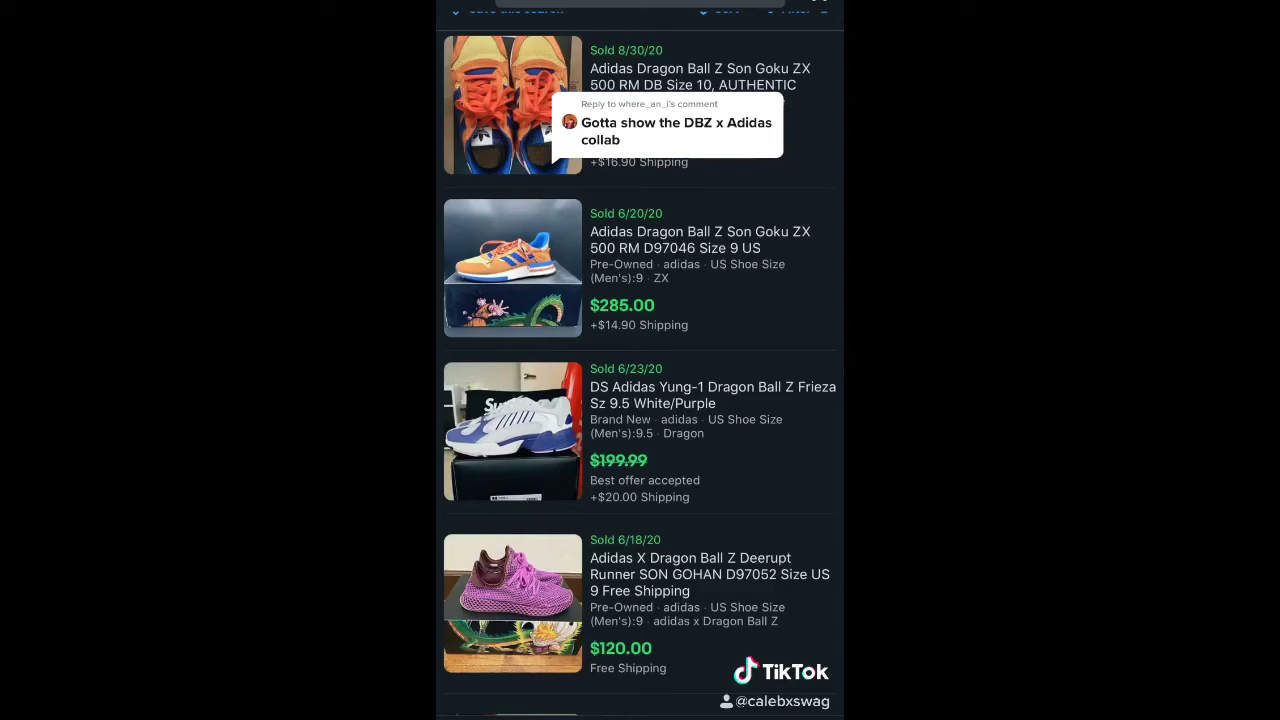 Save this search
Sort
Filter
Sold 8/30/20
Adidas Dragon Ball Z Son Goku ZX
500 RM DB Size 10, AUTHENTIC
Reply to where_an_i's comment
Gotta show the DBZ x Adidas
collab
+$16.90 Shipping
Sold 6/20/20
Adidas Dragon Ball Z Son Goku ZX
500 RM D97046 Size 9 US
Pre-Owned · adidas · US Shoe Size
(Men's):9 · ZX
$285.00
+$14.90 Shipping
Sold 6/23/20
DS Adidas Yung-1 Dragon Ball Z Frieza
Sz 9.5 White/Purple
Brand New · adidas · US Shoe Size
(Men's):9.5 · Dragon
$199.99
Best offer accepted
+$20.00 Shipping
Sold 6/18/20
Adidas X Dragon Ball Z Deerupt
Runner SON GOHAN D97052 Size US
9 Free Shipping
Pre-Owned · adidas · US Shoe Size
(Men's):9 · adidas x Dragon Ball Z
$120.00
Free Shipping
TikTok
@calebxswag